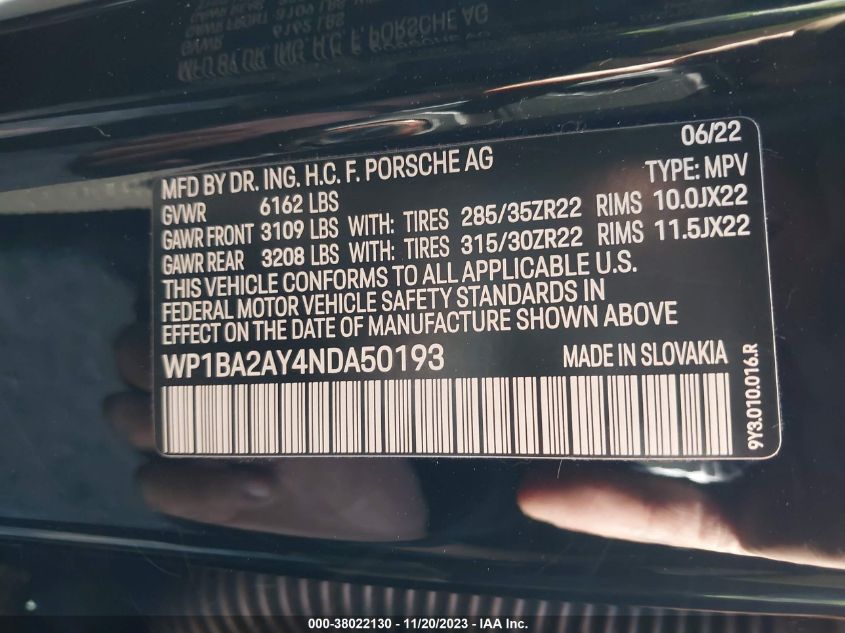 06/22
MFD BY DR. ING. H.C. F. PORSCHE AG TYPE: MPV
GVWR 6162 LBS
GAWR FRONT 3109 LBS WITH: TIRES 285/35ZR22 RIMS 10.0JX22
GAWR REAR 3208 LBS WITH: TIRES 315/30ZR22 RIMS 11.5JX22
THIS VEHICLE CONFORMS TO ALL APPLICABLE U.S.
FEDERAL MOTOR VEHICLE SAFETY STANDARDS IN
EFFECT ON THE DATE OF MANUFACTURE SHOWN ABOVE
WP1BA2AY4NDA50193 MADE IN SLOVAKIA
9Y3.010.016.R
000-38022130 - 11/20/2023 - IAA Inc.